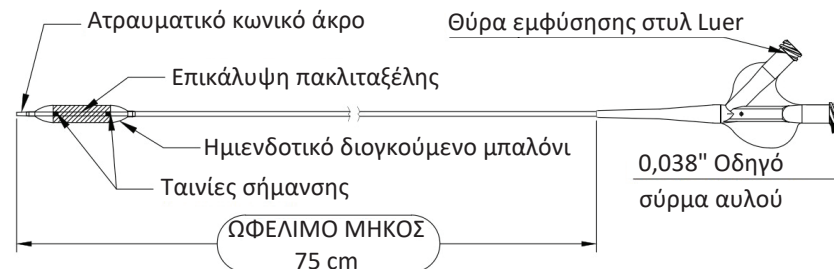 Ατραυματικό κωνικό άκρο
Θύρα εμφύσησης στυλ Luer
Επικάλυψη πακλιταξέλης
Ημιενδοτικό διογκούμενο μπαλόνι
Ταινίες σήμανσης
0,038" Οδηγό
σύρμα αυλού
ΩΦΕΛΙΜΟ ΜΗΚΟΣ
75 cm